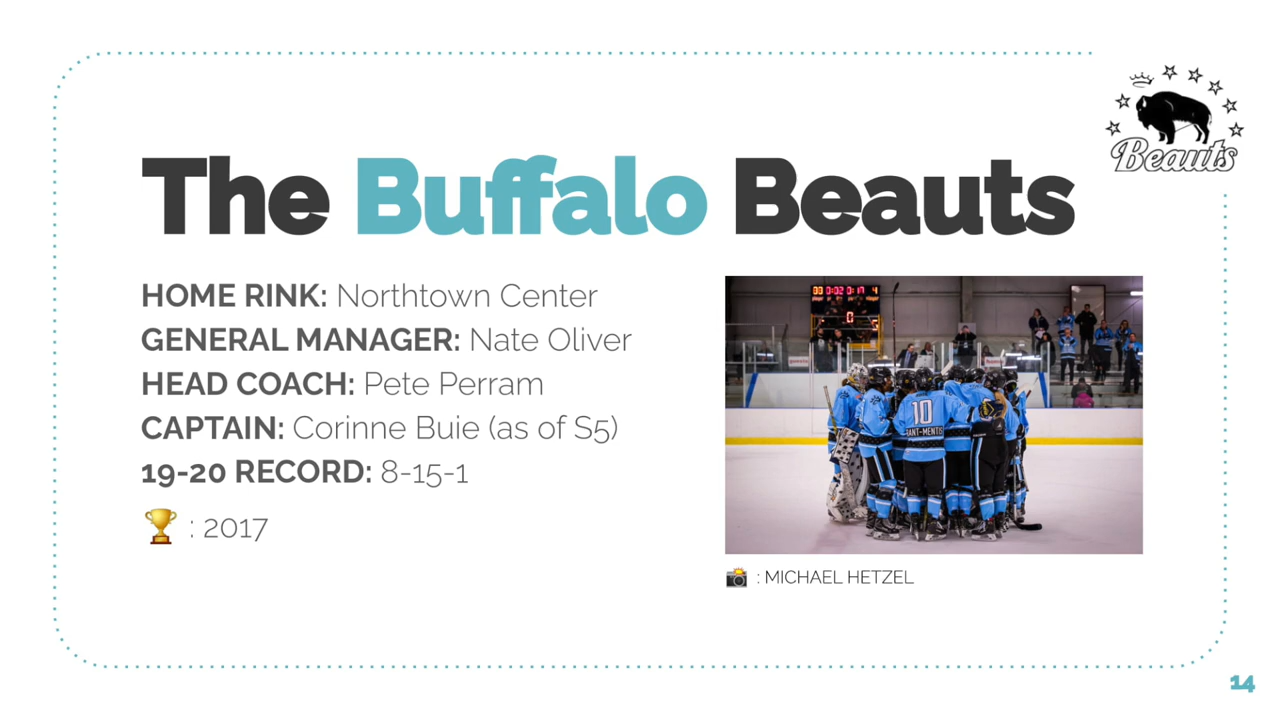 Beauts
The Buffalo Beauts
HOME RINK: Northtown Center
GENERAL MANAGER: Nate Oliver
HEAD COACH: Pete Perram
CAPTAIN: Corinne Buie (as of S5)
19-20 RECORD: 8-15-1
🏆 : 2017
10
📸 : MICHAEL HETZEL
14